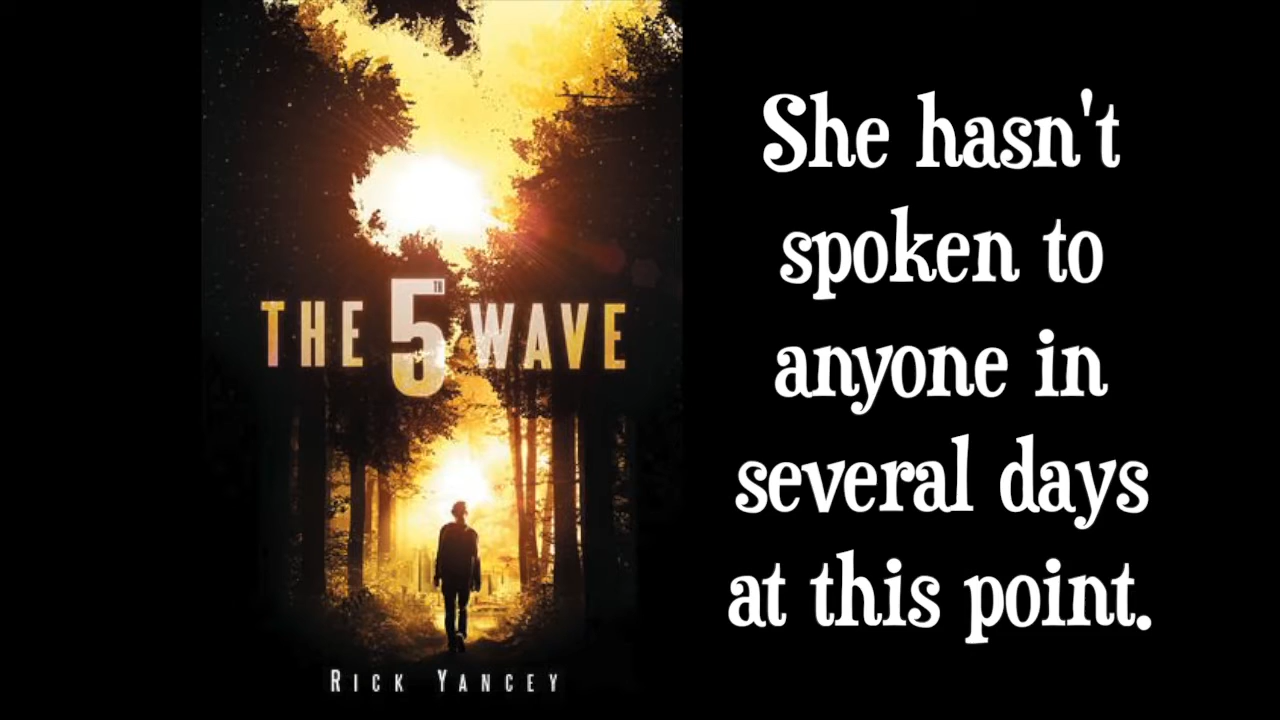 THE 5TH WAVE
RICK YANCEY
She hasn't
spoken to
anyone in
several days
at this point.